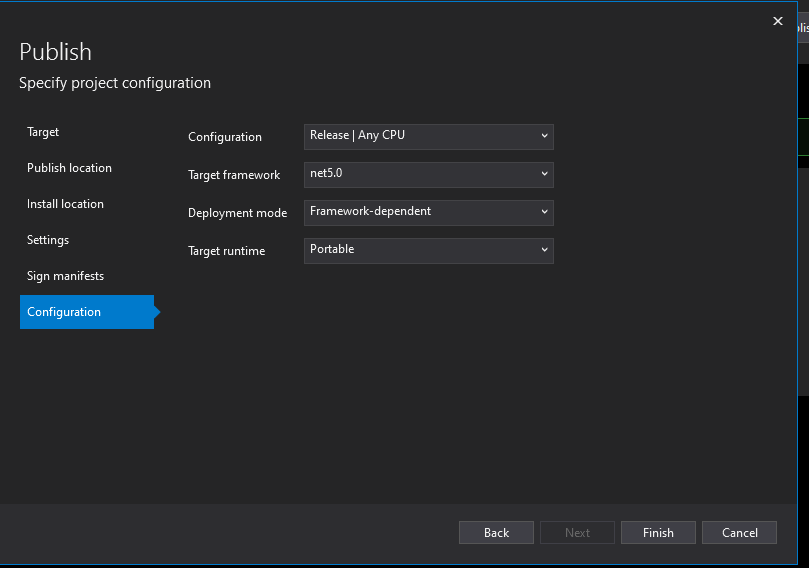 Publish
Specify project configuration
Target
Publish location
Install location
Settings
Sign manifests
Configuration
Configuration Release | Any CPU
Target framework net5.0
Deployment mode Framework-dependent
Target runtime Portable
Back Next Finish Cancel